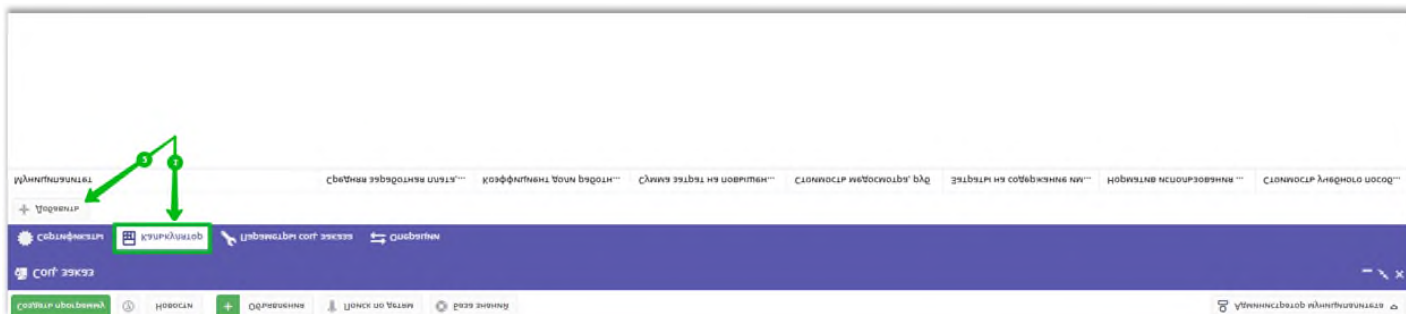 Создать программу Новости + Объявления Поиск по детям База знаний Администратор муниципалитета
Соц. заказ
Сертификаты Калькулятор Параметры соц. заказа Операции
+ Добавить
Муниципалитет Средняя заработная плата,... Коэффициент доли работн... Сумма затрат на повышен... Стоимость медосмотра, руб Затраты на содержание им... Норматив использования ... Стоимость учебного пособ...
2 1